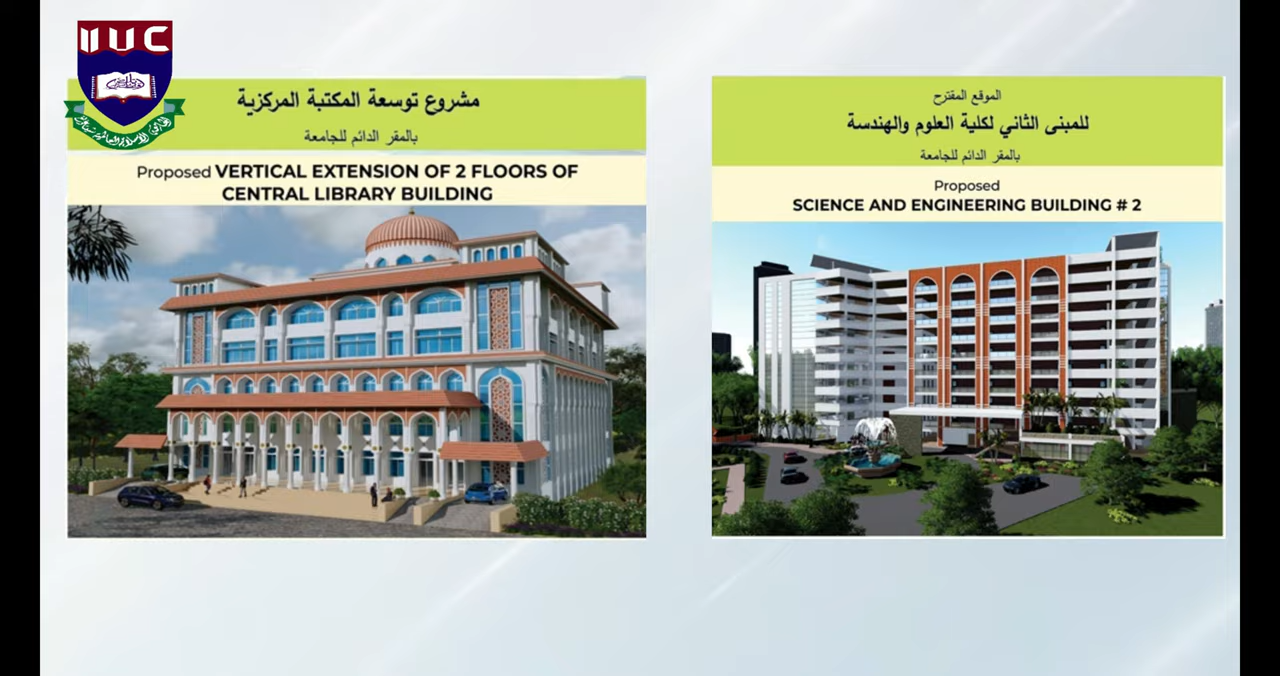 IIUC
مشروع توسعة المكتبة المركزية
بالمقر الدائم للجامعة
Proposed VERTICAL EXTENSION OF 2 FLOORS OF
CENTRAL LIBRARY BUILDING
الموقع المقترح
للمبنى الثاني لكلية العلوم والهندسة
بالمقر الدائم للجامعة
Proposed
SCIENCE AND ENGINEERING BUILDING # 2